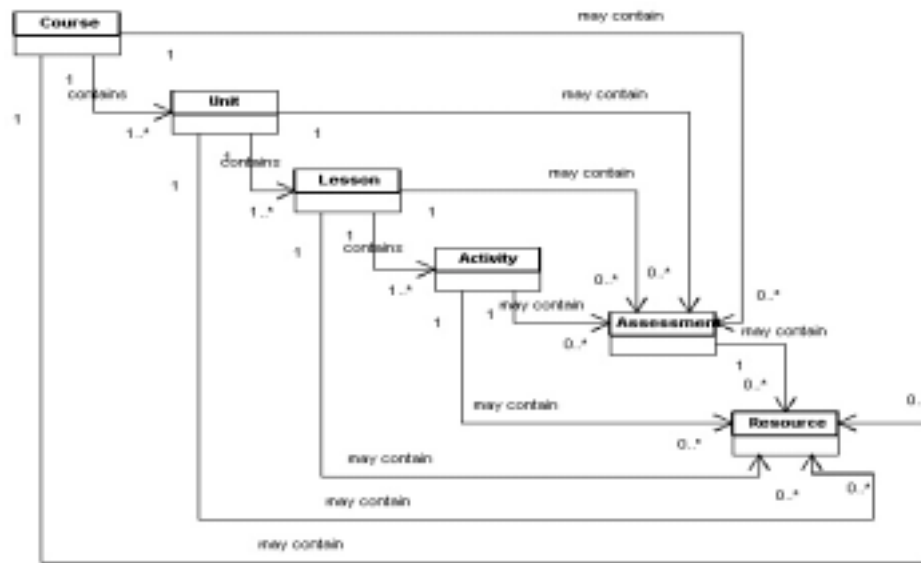 may contain
Course
1
1
contains
Unit
may contain
1
1..*
1
1
contains
1
Lesson
may contain
1..*
1
1
contains
1
Activity
1..*
0..*
0..*
0..*
may contain
1
1
Assessment
may contain
0..*
1
0..*
may contain
Resource
0..
0..*
may contain
0..*
0..*
may contain
may contain